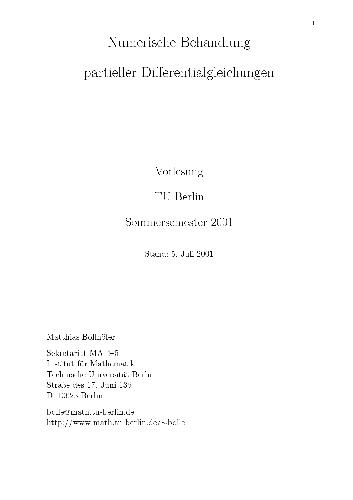 1
Numerische Behandlung
partieller Differentialgleichungen
Vorlesung
TU Berlin
Sommersemester 2001
Stand: 5. Juli 2001
Matthias Bollhöfer
Sekretariat MA 4–5
Institut für Mathematik
Technische Universität Berlin
Straße des 17. Juni 136
D-10623 Berlin
bolle@math.tu-berlin.de
http://www.math.tu-berlin.de/~bolle